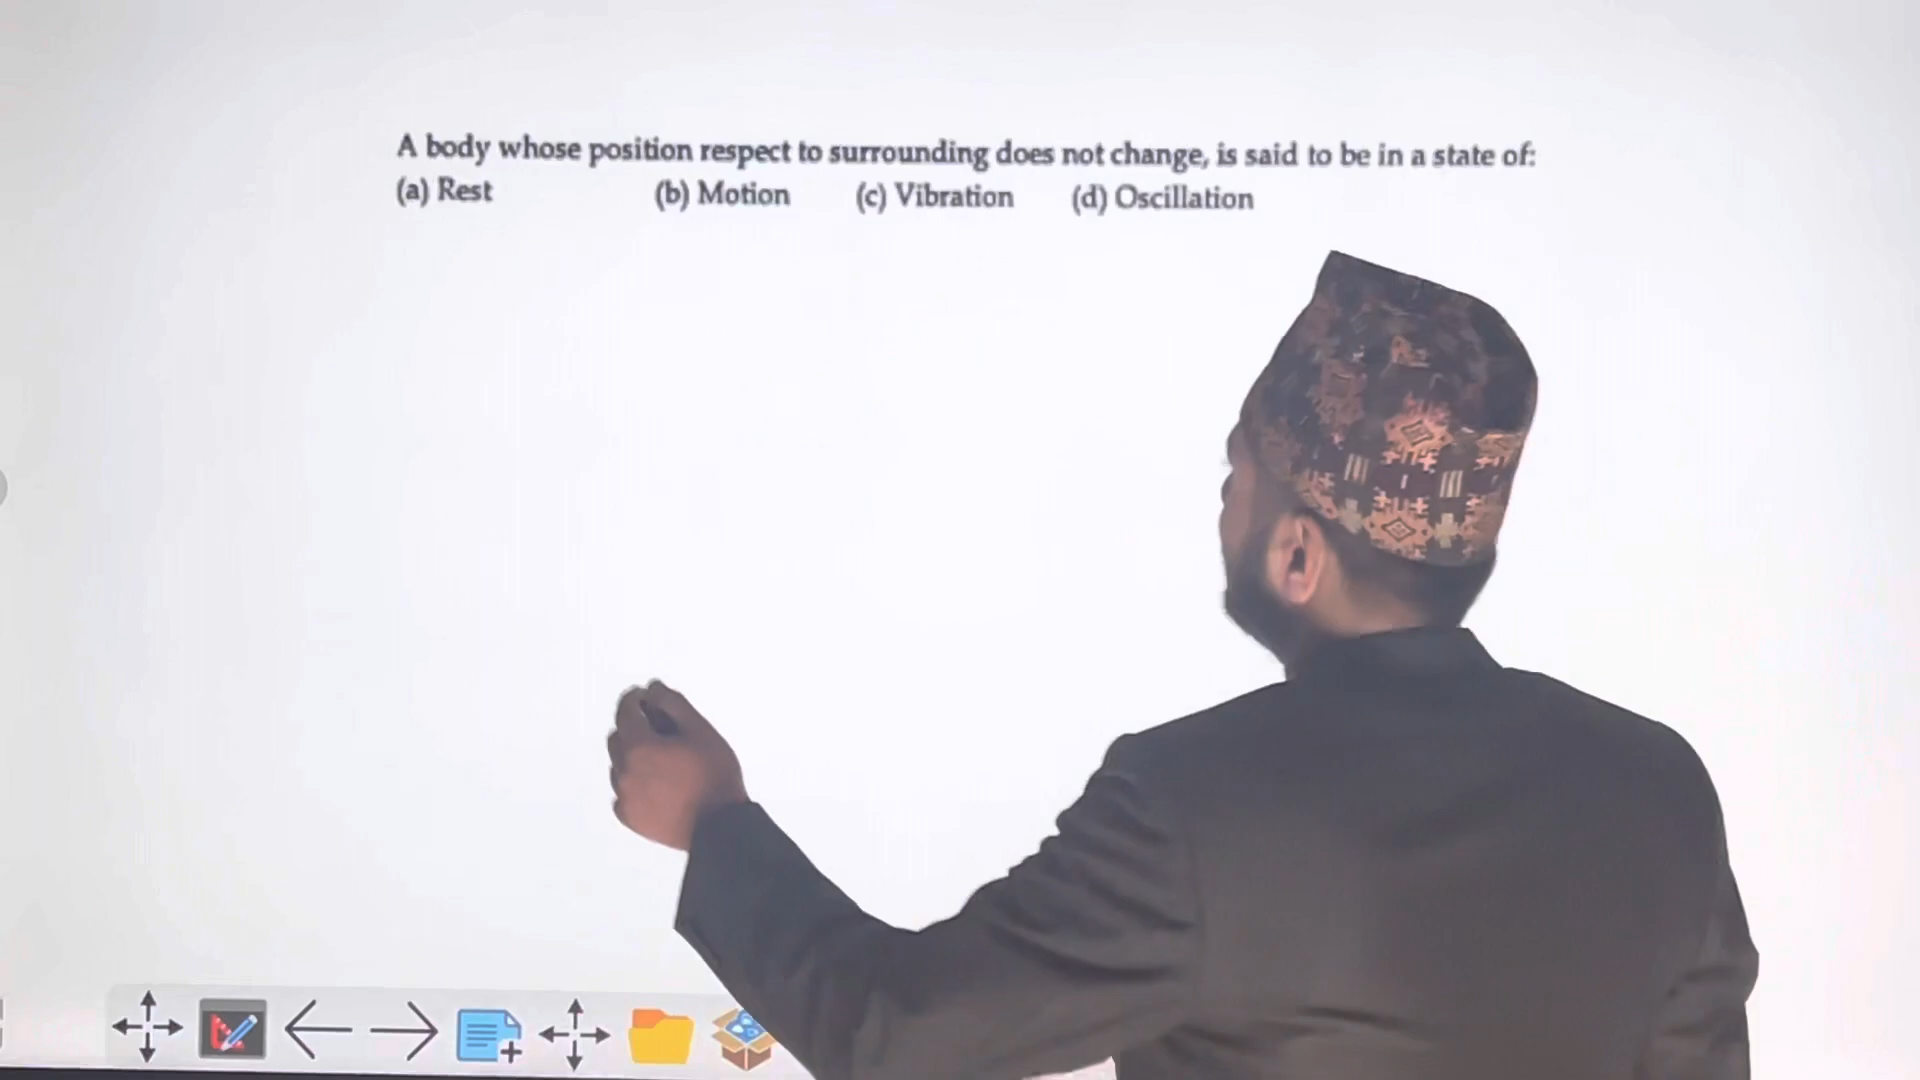 A body whose position respect to surrounding does not change, is said to be in a state of:
(a) Rest (b) Motion (c) Vibration (d) Oscillation